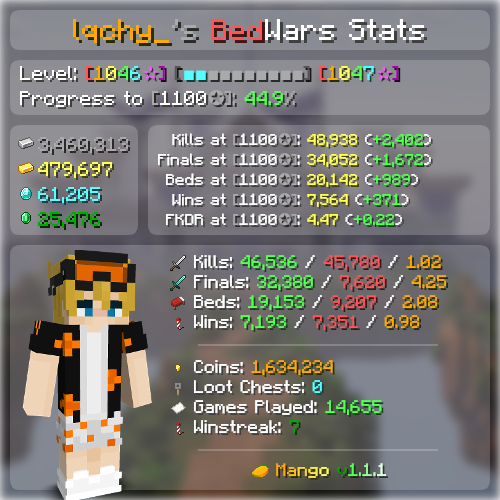 lqchy_'s BedWars Stats
Level: [1046☆] [■■□□□□□□□□] [1047☆]
Progress to [1100✪]: 44.9%
3,469,313
479,697
61,205
25,476
Kills at [1100✪]: 48,938 (+2,402)
Finals at [1100✪]: 34,052 (+1,672)
Beds at [1100✪]: 20,142 (+989)
Wins at [1100✪]: 7,564 (+371)
FKDR at [1100✪]: 4.47 (+0.22)
Kills: 46,536 / 45,780 / 1.02
Finals: 32,380 / 7,620 / 4.25
Beds: 19,153 / 9,207 / 2.08
Wins: 7,193 / 7,351 / 0.98
Coins: 1,634,234
Loot Chests: 0
Games Played: 14,655
Winstreak: ?
Mango v1.1.1